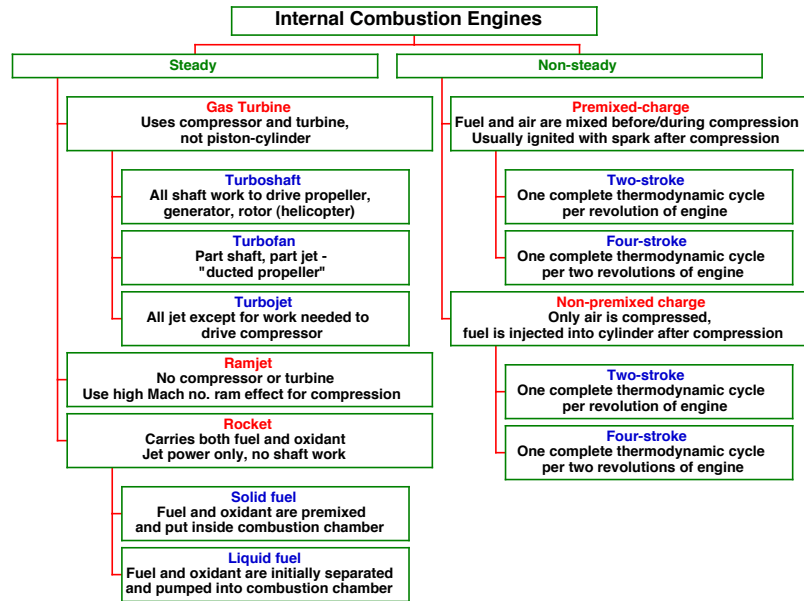 Internal Combustion Engines
Steady
Non-steady
Gas Turbine
Uses compressor and turbine,
not piston-cylinder
Turboshaft
All shaft work to drive propeller,
generator, rotor (helicopter)
Turbofan
Part shaft, part jet -
"ducted propeller"
Turbojet
All jet except for work needed to
drive compressor
Ramjet
No compressor or turbine
Use high Mach no. ram effect for compression
Rocket
Carries both fuel and oxidant
Jet power only, no shaft work
Solid fuel
Fuel and oxidant are premixed
and put inside combustion chamber
Liquid fuel
Fuel and oxidant are initially separated
and pumped into combustion chamber
Premixed-charge
Fuel and air are mixed before/during compression
Usually ignited with spark after compression
Two-stroke
One complete thermodynamic cycle
per revolution of engine
Four-stroke
One complete thermodynamic cycle
per two revolutions of engine
Non-premixed charge
Only air is compressed,
fuel is injected into cylinder after compression
Two-stroke
One complete thermodynamic cycle
per revolution of engine
Four-stroke
One complete thermodynamic cycle
per two revolutions of engine